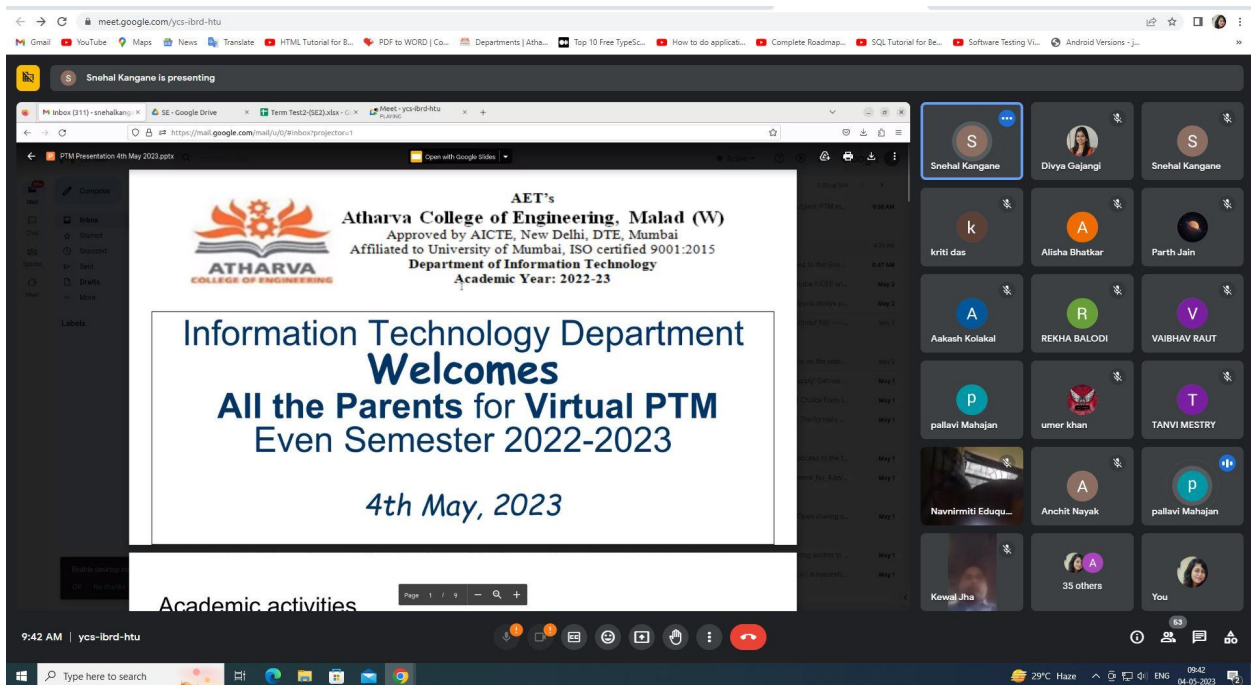 meet.google.com/ycs-ibrd-htu
Gmail YouTube Maps News Translate HTML Tutorial for B... PDF to WORD | Co... Departments | Atha... Top 10 Free TypeSc... How to do applicati... Complete Roadmap... SQL Tutorial for Be... Software Testing Vi... Android Versions - j... »
S Snehal Kangane is presenting
Inbox (311) - snehalkang SE - Google Drive Term Test2-(SE2).xlsx - G Meet - ycs-ibrd-htu
PLAYING
https://mail.google.com/mail/u/0/#inbox?projector=1
PTM Presentation 4th May 2023.pptx
Open with Google Slides
Compose
Inbox
Starred
Snoozed
Sent
Drafts
More
Labels
AET's
Atharva College of Engineering, Malad (W)
Approved by AICTE, New Delhi, DTE, Mumbai
Affiliated to University of Mumbai, ISO certified 9001:2015
Department of Information Technology
Academic Year: 2022-23
ATHARVA
COLLEGE OF ENGINEERING
Information Technology Department
Welcomes
All the Parents for Virtual PTM
Even Semester 2022-2023
4th May, 2023
Academic activities
Page 1 / 9
S
Snehal Kangane
Divya Gajangi
S
Snehal Kangane
k
kriti das
A
Alisha Bhatkar
Parth Jain
A
Aakash Kolakal
R
REKHA BALODI
V
VAIBHAV RAUT
p
pallavi Mahajan
umer khan
T
TANVI MESTRY
Navnirmiti Eduqu...
A
Anchit Nayak
p
pallavi Mahajan
Kewal Jha
A
35 others
You
9:42 AM | ycs-ibrd-htu
63
Type here to search
29°C Haze
ENG
09:42
04-05-2023
2